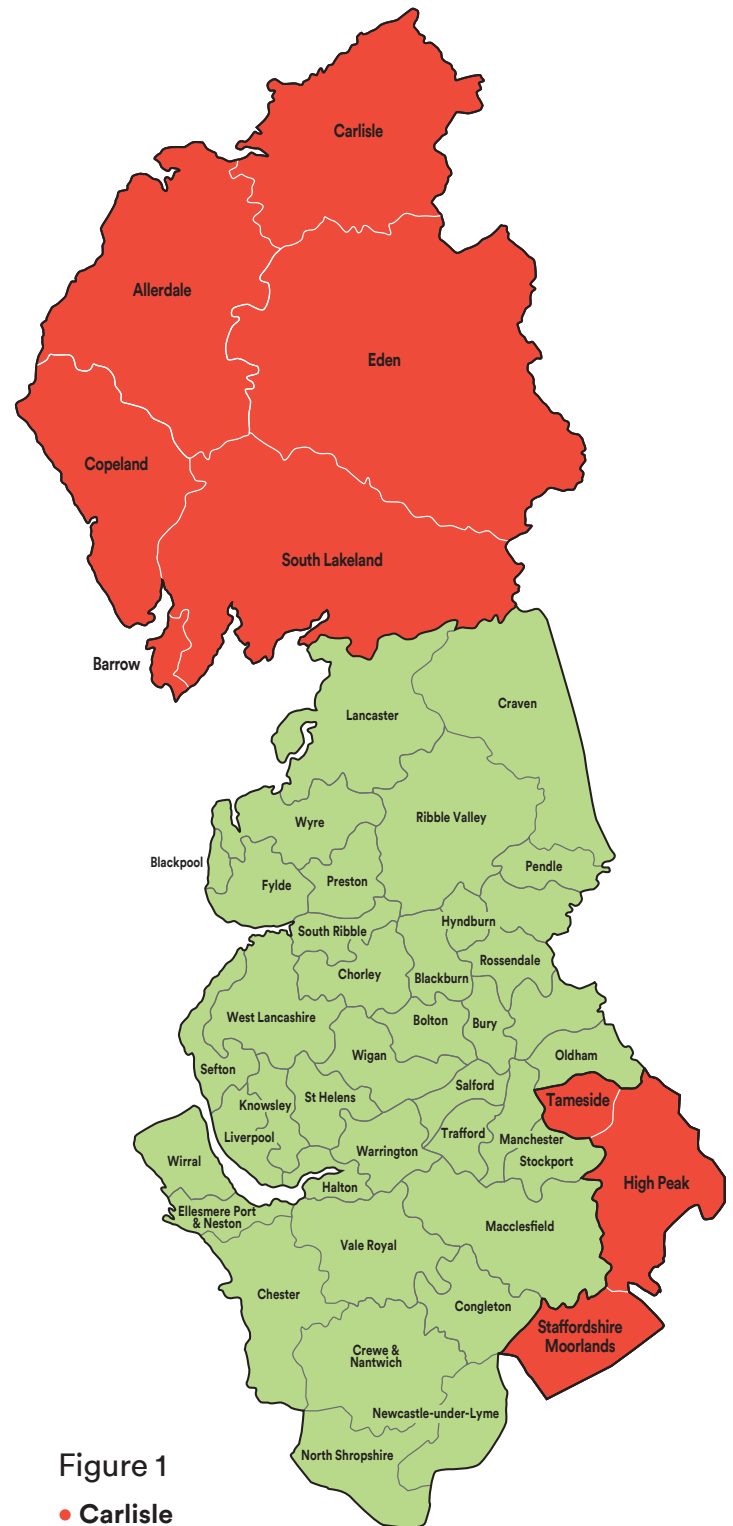 Carlisle
Allerdale
Eden
Copeland
South Lakeland
Barrow
Craven
Lancaster
Ribble Valley
Wyre
Blackpool
Pendle
Fylde
Preston
Hyndburn
South Ribble
Rossendale
Chorley
Blackburn
West Lancashire
Bolton
Bury
Wigan
Oldham
Sefton
Salford
St Helens
Tameside
Knowsley
Trafford
Manchester
Liverpool
Warrington
Stockport
Wirral
High Peak
Halton
Ellesmere Port
& Neston
Macclesfield
Vale Royal
Chester
Congleton
Staffordshire
Moorlands
Crewe &
Nantwich
Newcastle-under-Lyme
North Shropshire
Figure 1
• Carlisle